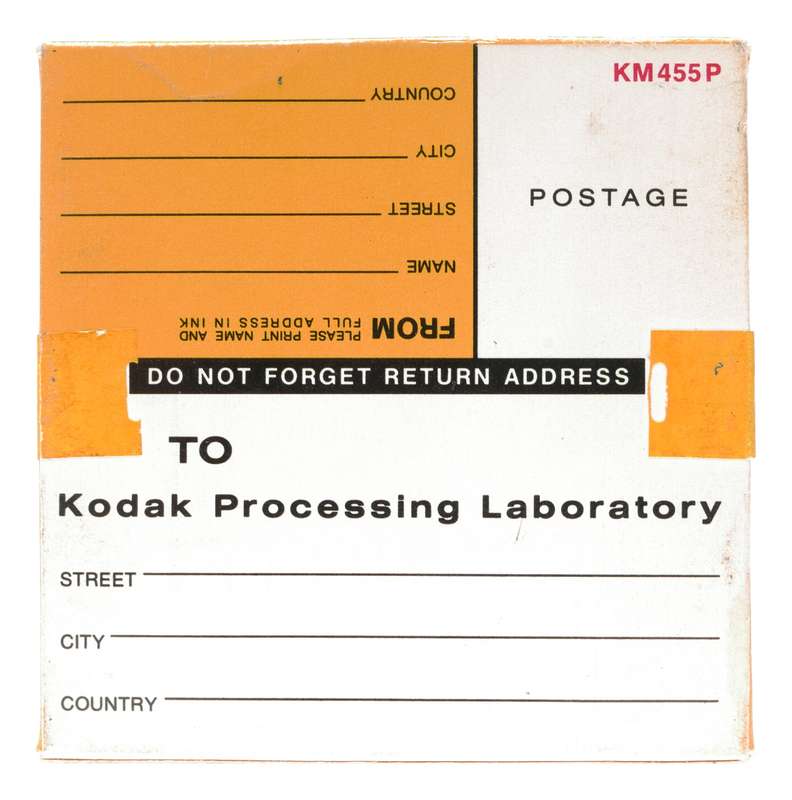 KM455P
POSTAGE
FROM PLEASE PRINT NAME AND
FULL ADDRESS IN INK
NAME
STREET
CITY
COUNTRY
DO NOT FORGET RETURN ADDRESS
TO
Kodak Processing Laboratory
STREET
CITY
COUNTRY